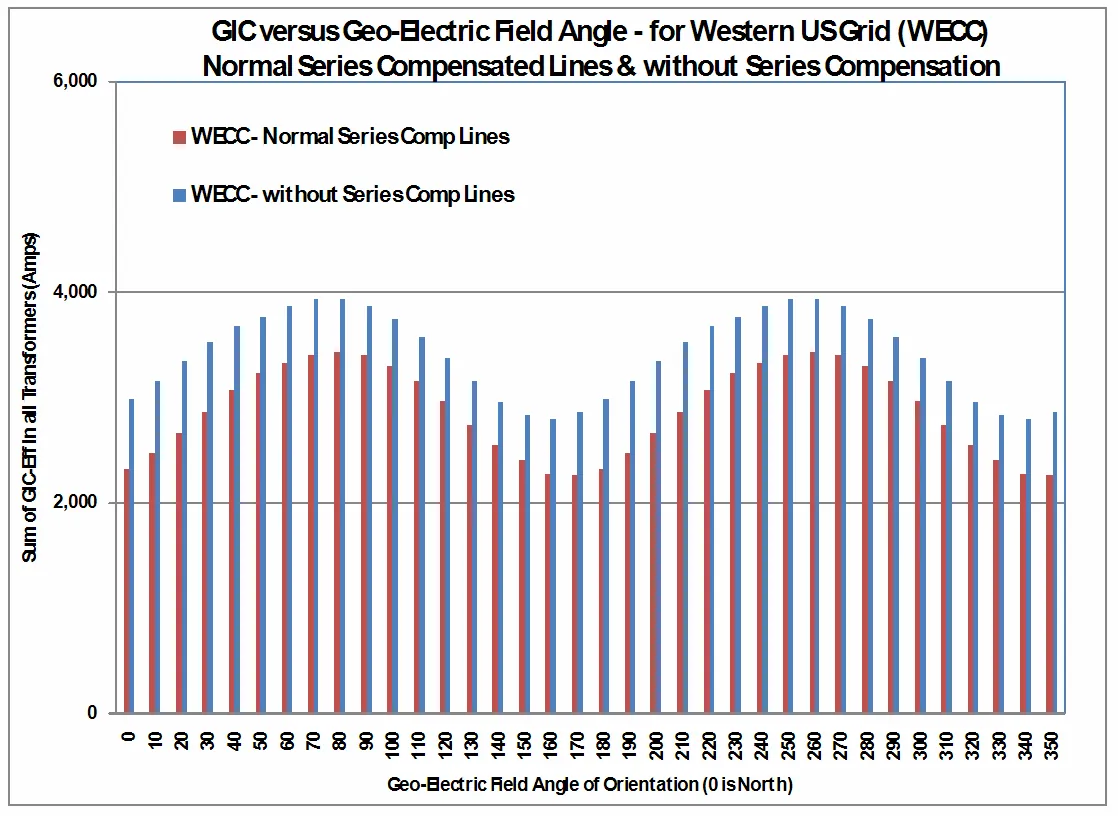 GIC versus Geo-Electric Field Angle - for Western US Grid (WECC)
Normal Series Compensated Lines & without Series Compensation
6,000
WECC - Normal Series Comp Lines
WECC - without Series Comp Lines
Sum of GIC-Eff In all Transformers (Amps)
4,000
2,000
0
0 10 20 30 40 50 60 70 80 90 100 110 120 130 140 150 160 170 180 190 200 210 220 230 240 250 260 270 280 290 300 310 320 330 340 350
Geo-Electric Field Angle of Orientation (0 is North)